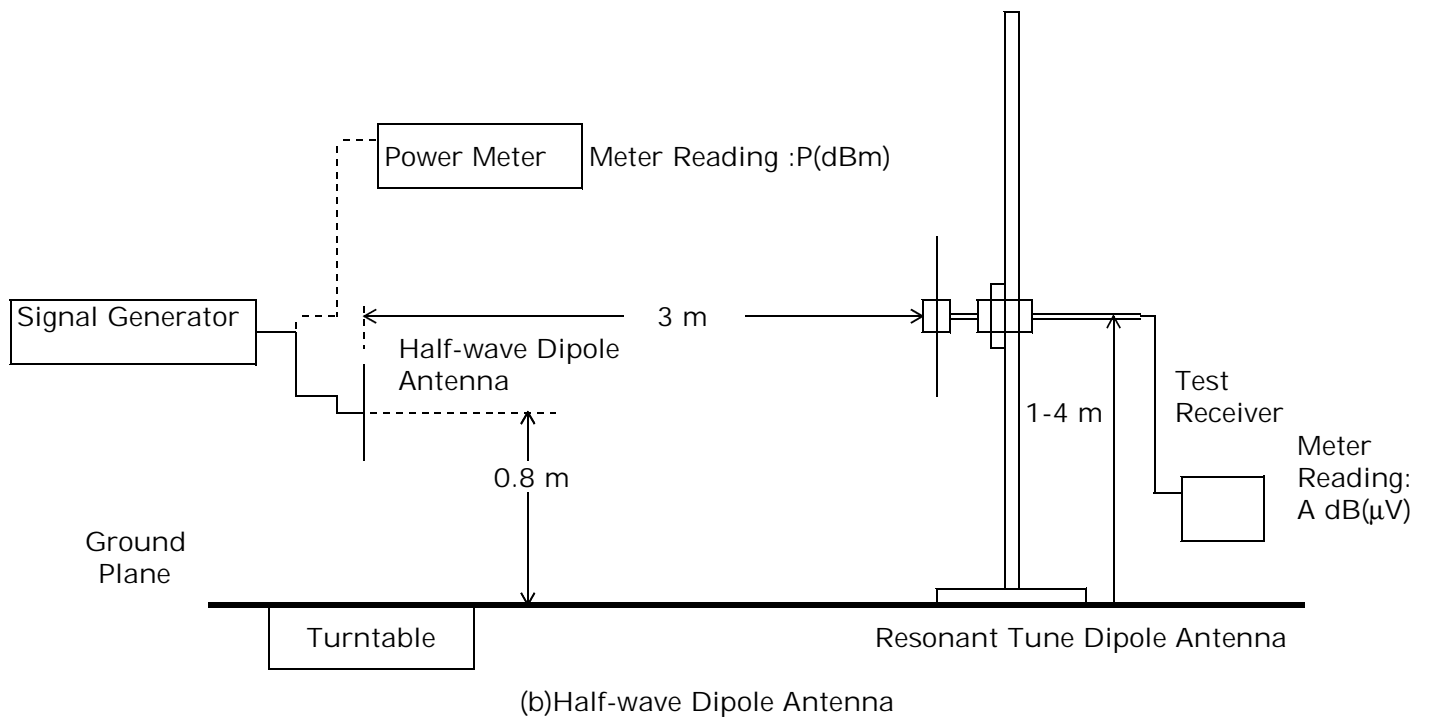 Power Meter
Meter Reading :P(dBm)
Signal Generator
3 m
Half-wave Dipole
Antenna
Test
Receiver
1-4 m
Meter
Reading:
A dB(μV)
0.8 m
Ground
Plane
Turntable
Resonant Tune Dipole Antenna
(b)Half-wave Dipole Antenna